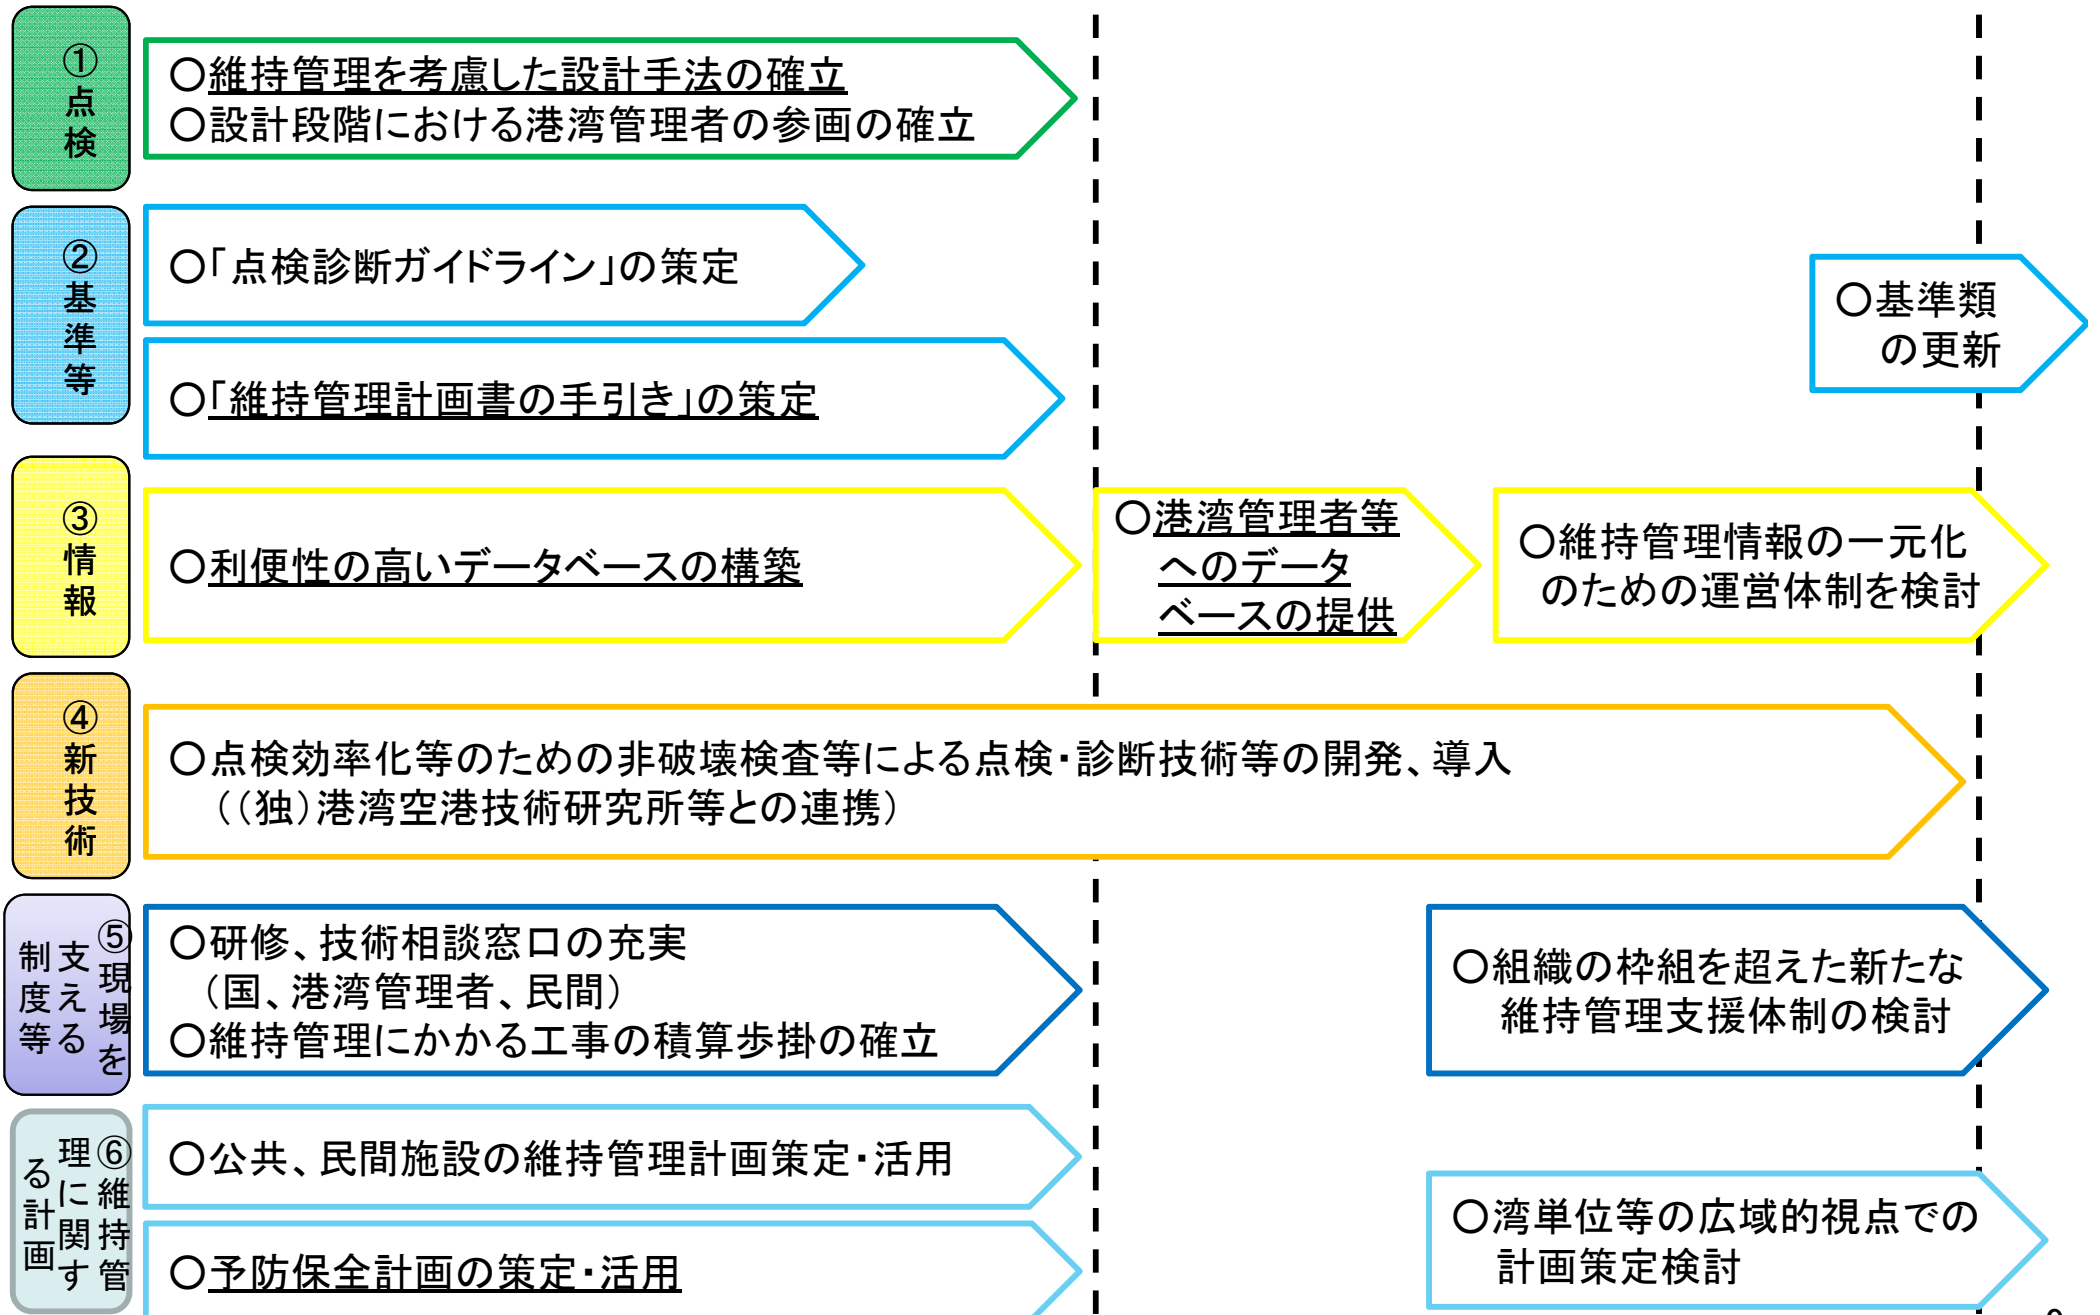 ①点検
〇維持管理を考慮した設計手法の確立
〇設計段階における港湾管理者の参画の確立
②基準等
〇「点検診断ガイドライン」の策定
〇基準類
の更新
〇「維持管理計画書の手引き」の策定
③情報
〇利便性の高いデータベースの構築
〇港湾管理者等
へのデータ
ベースの提供
〇維持管理情報の一元化
のための運営体制を検討
④新技術
〇点検効率化等のための非破壊検査等による点検・診断技術等の開発、導入
((独)港湾空港技術研究所等との連携)
⑤現場を
支える
制度等
〇研修、技術相談窓口の充実
(国、港湾管理者、民間)
〇維持管理にかかる工事の積算歩掛の確立
〇組織の枠組を超えた新たな
維持管理支援体制の検討
⑥維持管
理に関す
る計画
〇公共、民間施設の維持管理計画策定・活用
〇予防保全計画の策定・活用
〇湾単位等の広域的視点での
計画策定検討